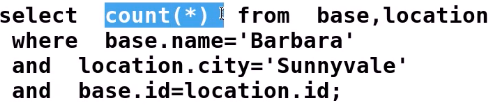 select count(*) from base,location
where base.name='Barbara'
and location.city='Sunnyvale'
and base.id=location.id;